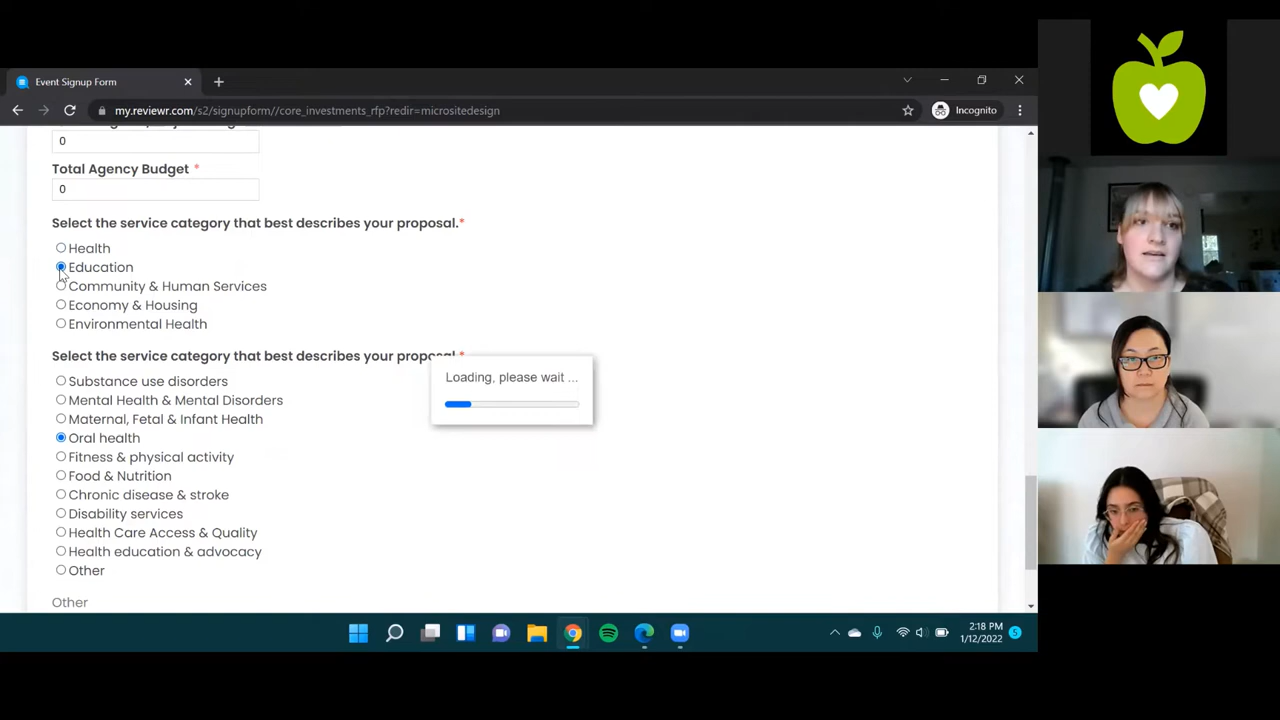 Event Signup Form
my.reviewr.com/s2/signupform//core_investments_rfp?redir=micrositedesign
Incognito
0
Total Agency Budget *
0
Select the service category that best describes your proposal.*
Health
Education
Community & Human Services
Economy & Housing
Environmental Health
Select the service category that best describes your proposal.*
Substance use disorders
Mental Health & Mental Disorders
Maternal, Fetal & Infant Health
Oral health
Fitness & physical activity
Food & Nutrition
Chronic disease & stroke
Disability services
Health Care Access & Quality
Health education & advocacy
Other
Other
Loading, please wait ...
2:18 PM
1/12/2022
5